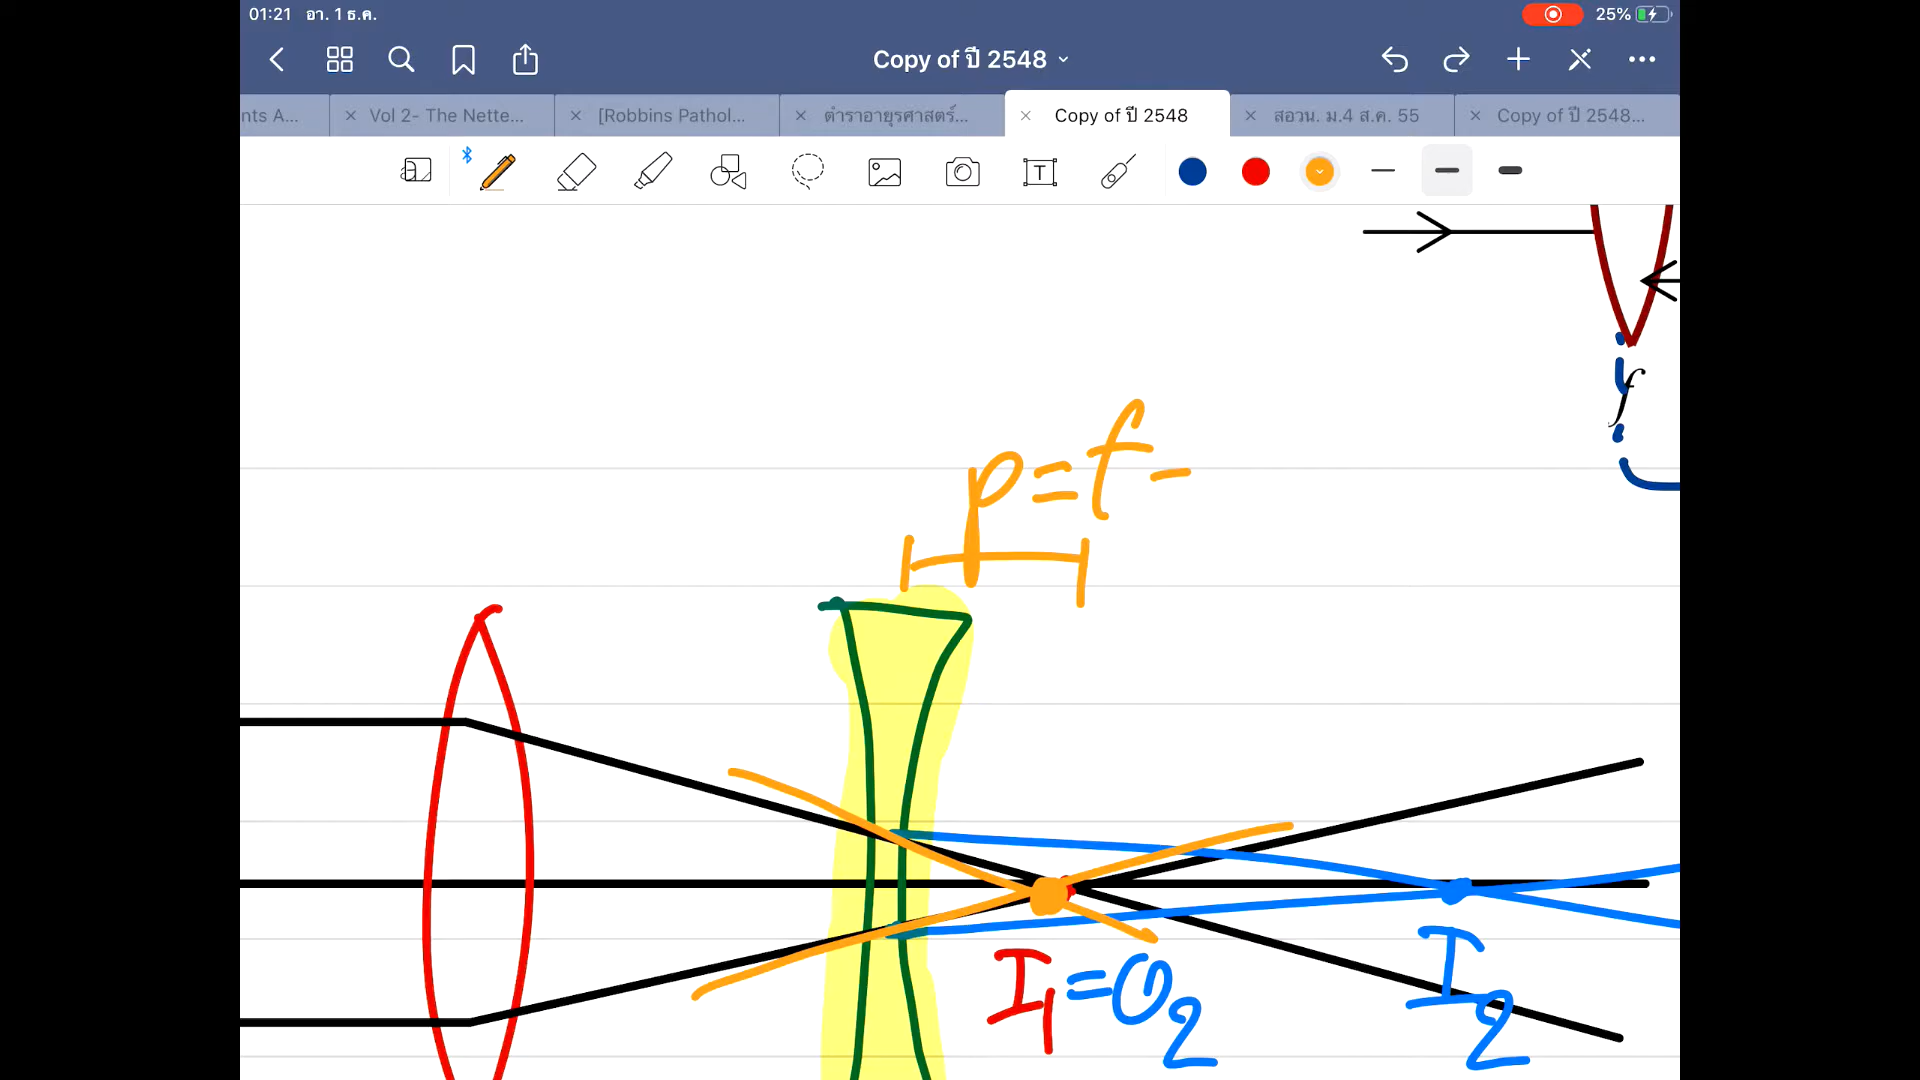 01:21 อา. 1 ธ.ค.
25%
Copy of ปี 2548
nts A...
Vol 2- The Nette...
[Robbins Pathol...
ตำราอายุรศาสตร์...
Copy of ปี 2548
สอวน. ม.4 ส.ค. 55
Copy of ปี 2548...
T
f
p=f-
I₁=O₂
I₂